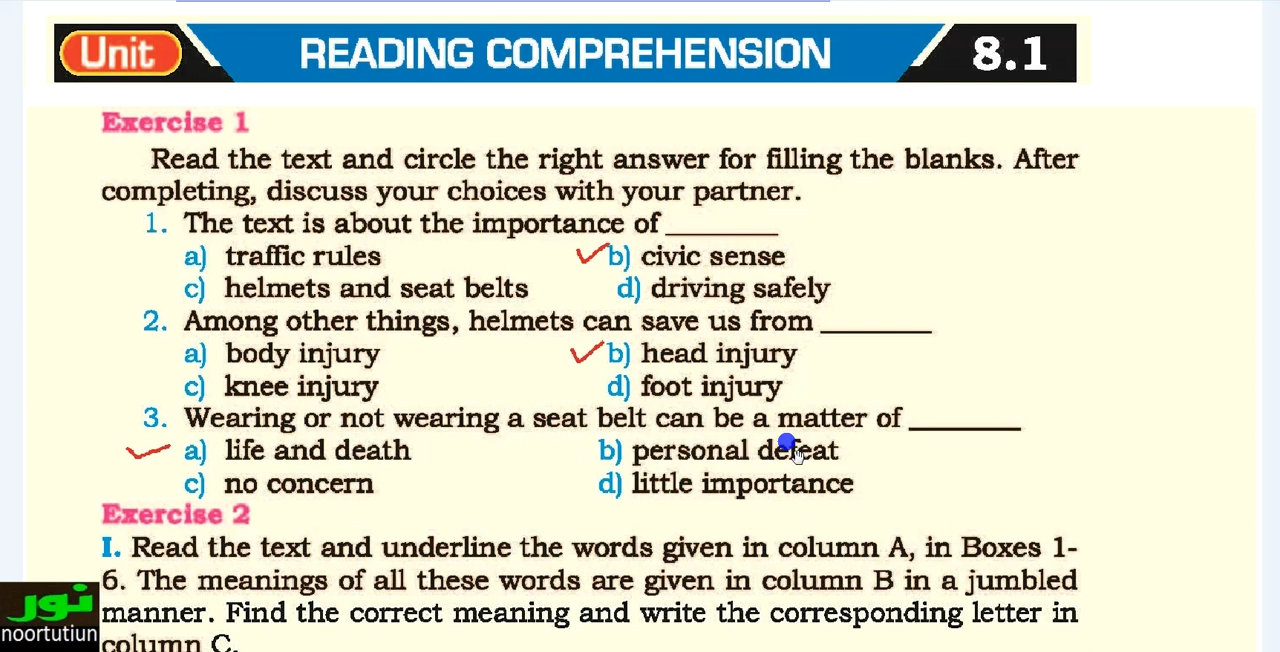 Unit READING COMPREHENSION 8.1
Exercise 1
Read the text and circle the right answer for filling the blanks. After
completing, discuss your choices with your partner.
1. The text is about the importance of ________
a) traffic rules b) civic sense
c) helmets and seat belts d) driving safely
2. Among other things, helmets can save us from ________
a) body injury b) head injury
c) knee injury d) foot injury
3. Wearing or not wearing a seat belt can be a matter of ________
a) life and death b) personal defeat
c) no concern d) little importance
Exercise 2
I. Read the text and underline the words given in column A, in Boxes 1-
6. The meanings of all these words are given in column B in a jumbled
manner. Find the correct meaning and write the corresponding letter in
column C.
نور
noortutiun